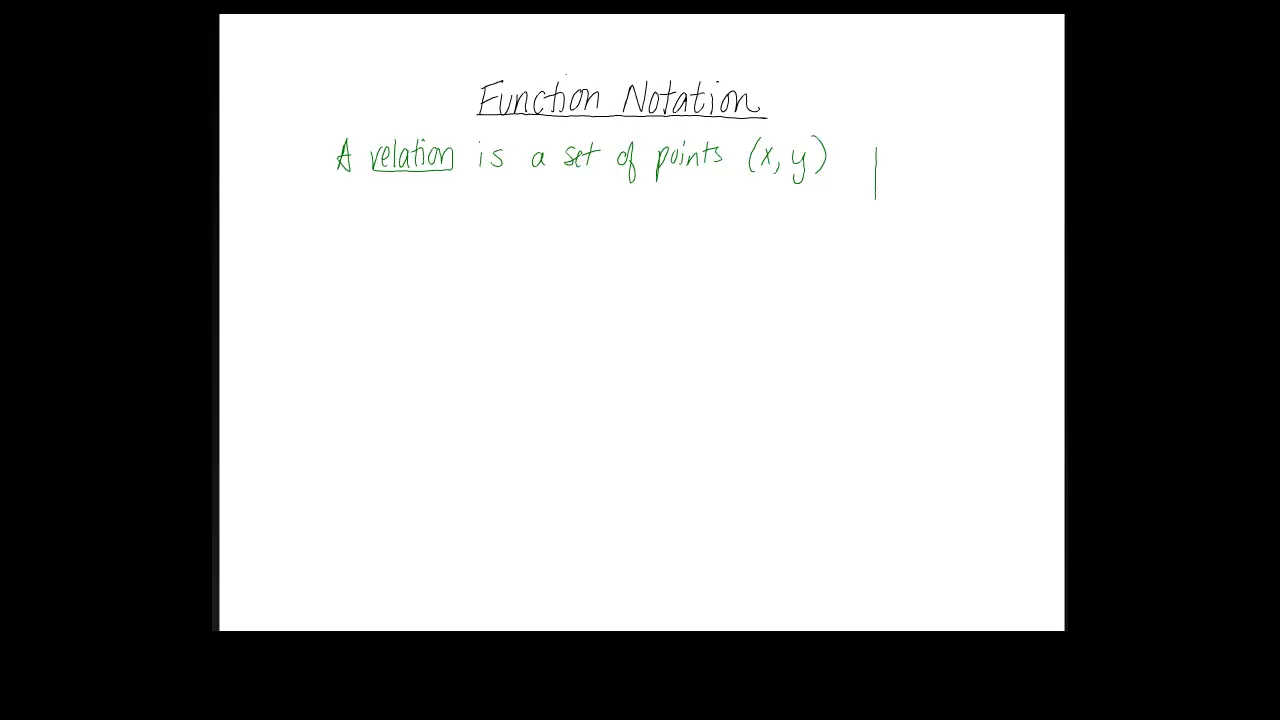 Function Notation
A relation is a set of points (x, y)